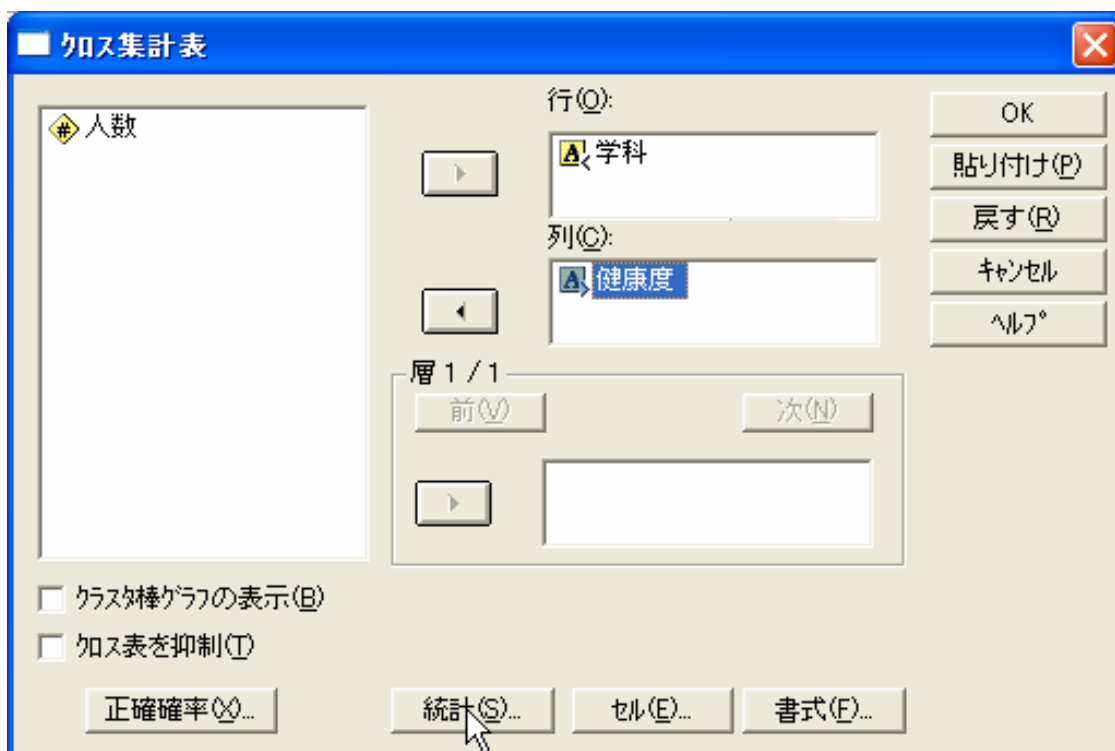 クロス集計表
人数
行(O):
学科
列(C):
健康度
層1/1
前(V)
次(N)
OK
貼り付け(P)
戻す(R)
キャンセル
ヘルプ
クラスタ棒グラフの表示(B)
クロス表を抑制(T)
正確確率(X)...
統計(S)...
セル(E)...
書式(F)...